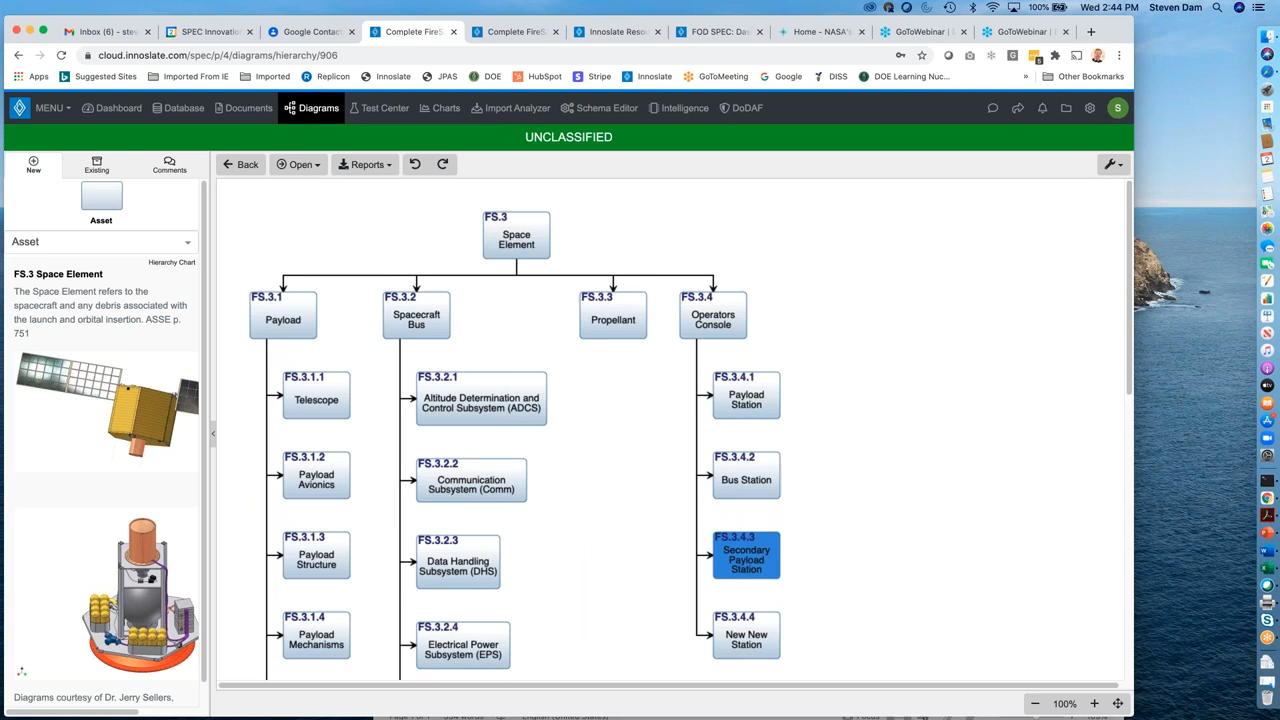 100%
Wed 2:44 PM Steven Dam
Inbox (0) - stev
SPEC Innovation
Google Contact
Complete FireS
Complete FireS
Innoslate Reso
FOD SPEC: Das
Home - NASA's
GoToWebinar |
GoToWebinar |
cloud.innoslate.com/spec/p/4/diagrams/hierarchy/906
Apps Suggested Sites Imported From IE Imported Replicon Innoslate JPAS DOE HubSpot Stripe Innoslate GoToMeeting Google DISS DOE Learning Nuc... » Other Bookmarks
MENU Dashboard Database Documents Diagrams Test Center Charts Import Analyzer Schema Editor Intelligence DoDAF S
UNCLASSIFIED
New Existing Comments
Back Open Reports
Asset
Asset
Hierarchy Chart
FS.3 Space Element
The Space Element refers to the
spacecraft and any debris associated with
the launch and orbital insertion. ASSE p.
751
Diagrams courtesy of Dr. Jerry Sellers,
FS.3
Space
Element
FS.3.1
Payload
FS.3.2
Spacecraft
Bus
FS.3.3
Propellant
FS.3.4
Operators
Console
FS.3.1.1
Telescope
FS.3.1.2
Payload
Avionics
FS.3.1.3
Payload
Structure
FS.3.1.4
Payload
Mechanisms
FS.3.2.1
Altitude Determination and
Control Subsystem (ADCS)
FS.3.2.2
Communication
Subsystem (Comm)
FS.3.2.3
Data Handling
Subsystem (DHS)
FS.3.2.4
Electrical Power
Subsystem (EPS)
FS.3.4.1
Payload
Station
FS.3.4.2
Bus Station
FS.3.4.3
Secondary
Payload
Station
FS.3.4.4
New New
Station
100%